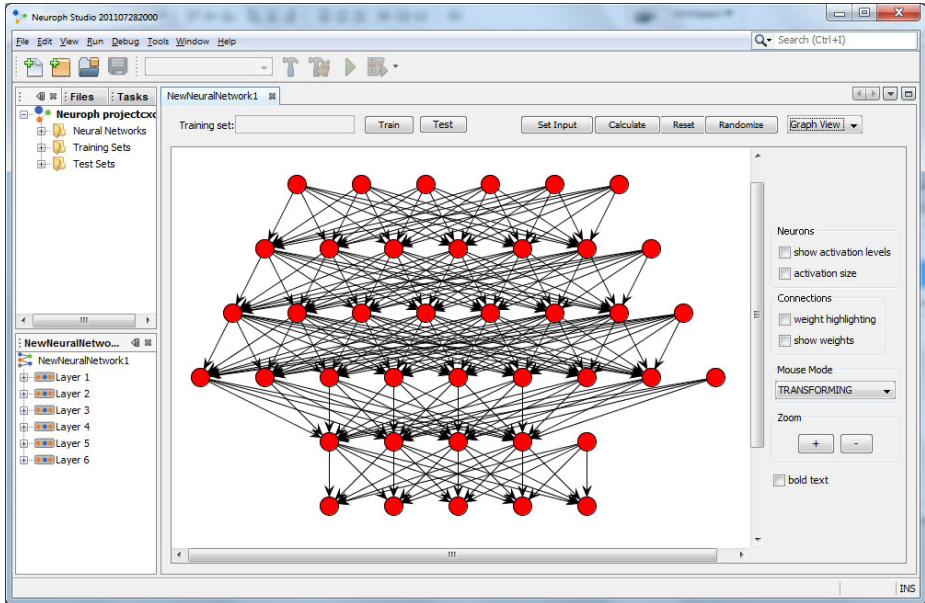 Neuroph Studio 201107282000
File Edit View Run Debug Tools Window Help
Search (Ctrl+I)
Files Tasks
NewNeuralNetwork1
Neuroph projectcxc
Neural Networks
Training Sets
Test Sets
Training set:
Train Test Set Input Calculate Reset Randomize Graph View
Neurons
show activation levels
activation size
Connections
weight highlighting
show weights
Mouse Mode
TRANSFORMING
Zoom
+ -
bold text
NewNeuralNetwo...
NewNeuralNetwork1
Layer 1
Layer 2
Layer 3
Layer 4
Layer 5
Layer 6
INS